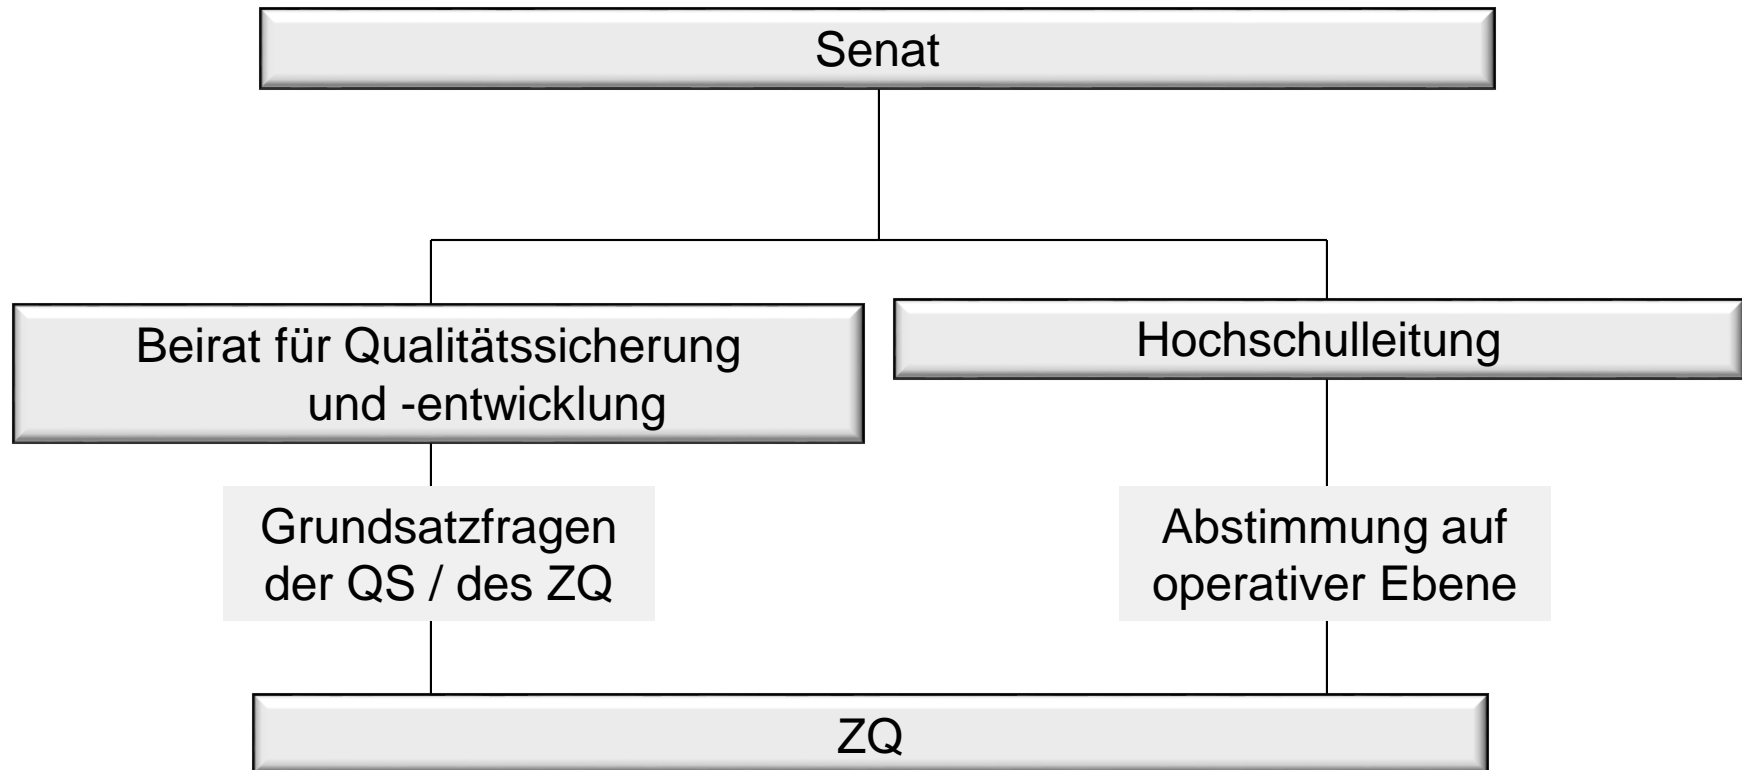 Senat
Beirat für Qualitätssicherung
und -entwicklung
Hochschulleitung
Grundsatzfragen
der QS / des ZQ
Abstimmung auf
operativer Ebene
ZQ